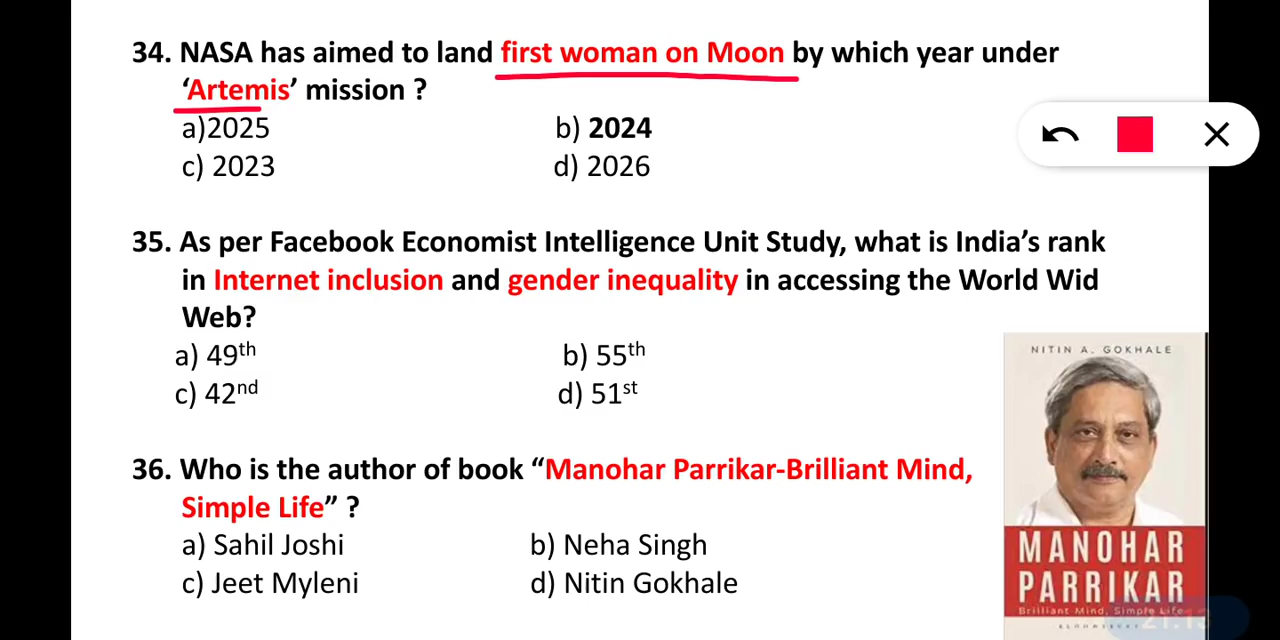 34. NASA has aimed to land first woman on Moon by which year under
‘Artemis’ mission ?
a)2025 b) 2024
c) 2023 d) 2026
35. As per Facebook Economist Intelligence Unit Study, what is India’s rank
in Internet inclusion and gender inequality in accessing the World Wid
Web?
a) 49th b) 55th
c) 42nd d) 51st
NITIN A. GOKHALE
36. Who is the author of book “Manohar Parrikar-Brilliant Mind,
Simple Life” ?
a) Sahil Joshi b) Neha Singh
c) Jeet Myleni d) Nitin Gokhale
MANOHAR
PARRIKAR
Brilliant Mind, Simple Life
BLOOMSBURY
21:13